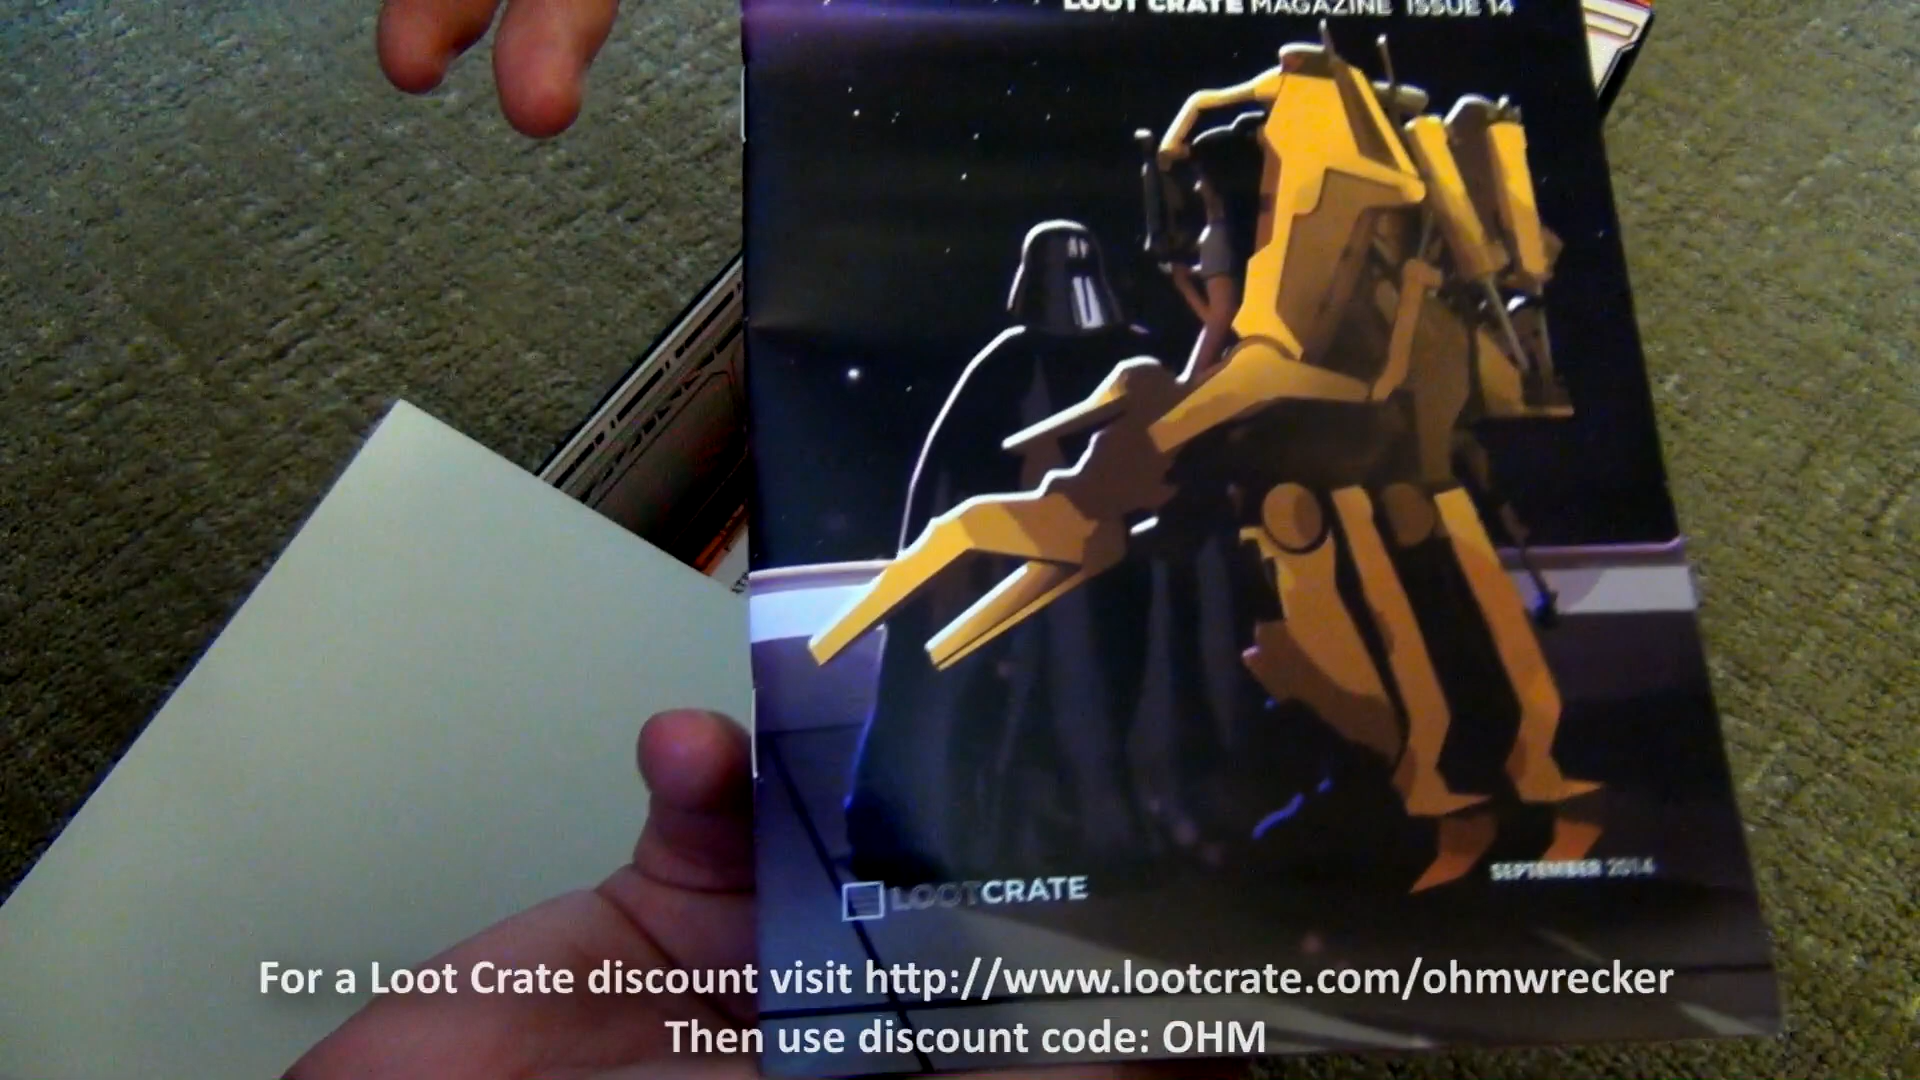 LOOT CRATE MAGAZINE ISSUE 14
SEPTEMBER 2014
LOOTCRATE
For a Loot Crate discount visit http://www.lootcrate.com/ohmwrecker
Then use discount code: OHM